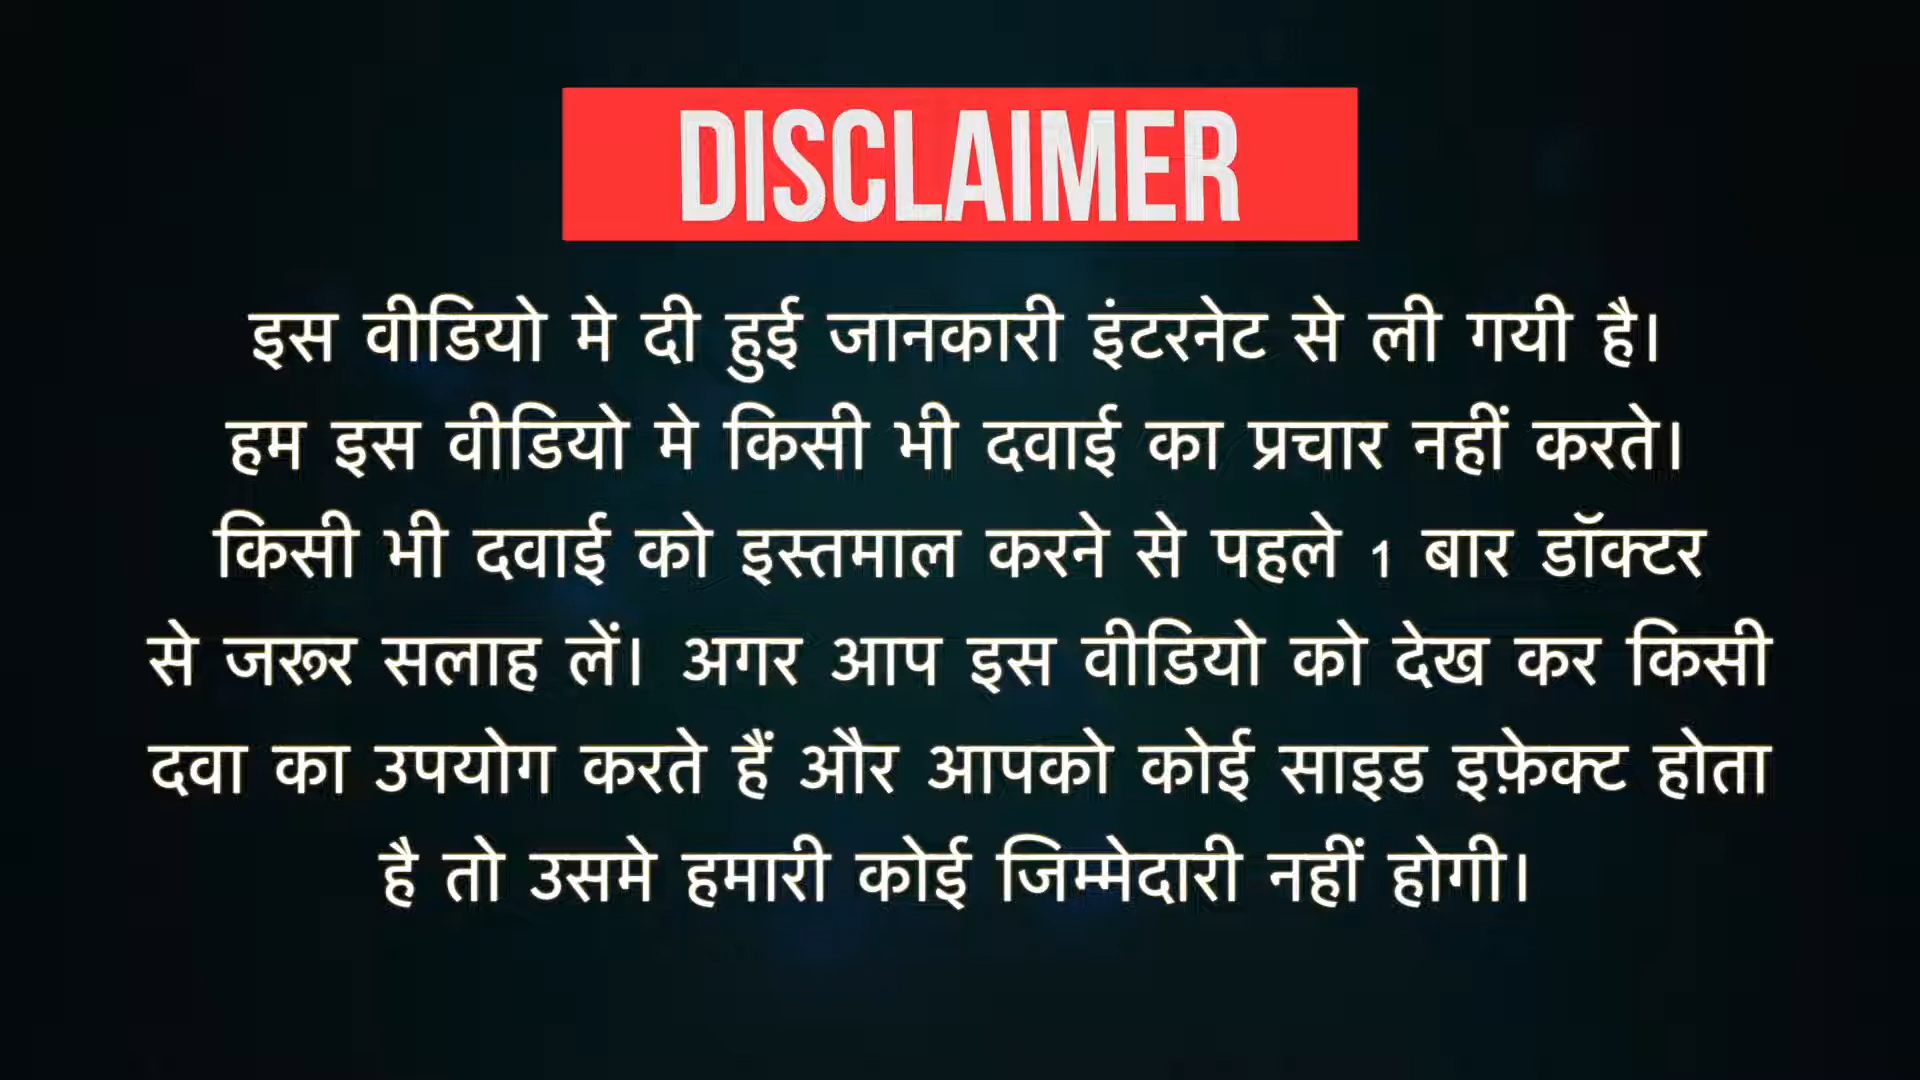 DISCLAIMER
इस वीडियो मे दी हुई जानकारी इंटरनेट से ली गयी है।
हम इस वीडियो मे किसी भी दवाई का प्रचार नहीं करते।
किसी भी दवाई को इस्तमाल करने से पहले 1 बार डॉक्टर
से जरूर सलाह लें। अगर आप इस वीडियो को देख कर किसी
दवा का उपयोग करते हैं और आपको कोई साइड इफ़ेक्ट होता
है तो उसमे हमारी कोई जिम्मेदारी नहीं होगी।